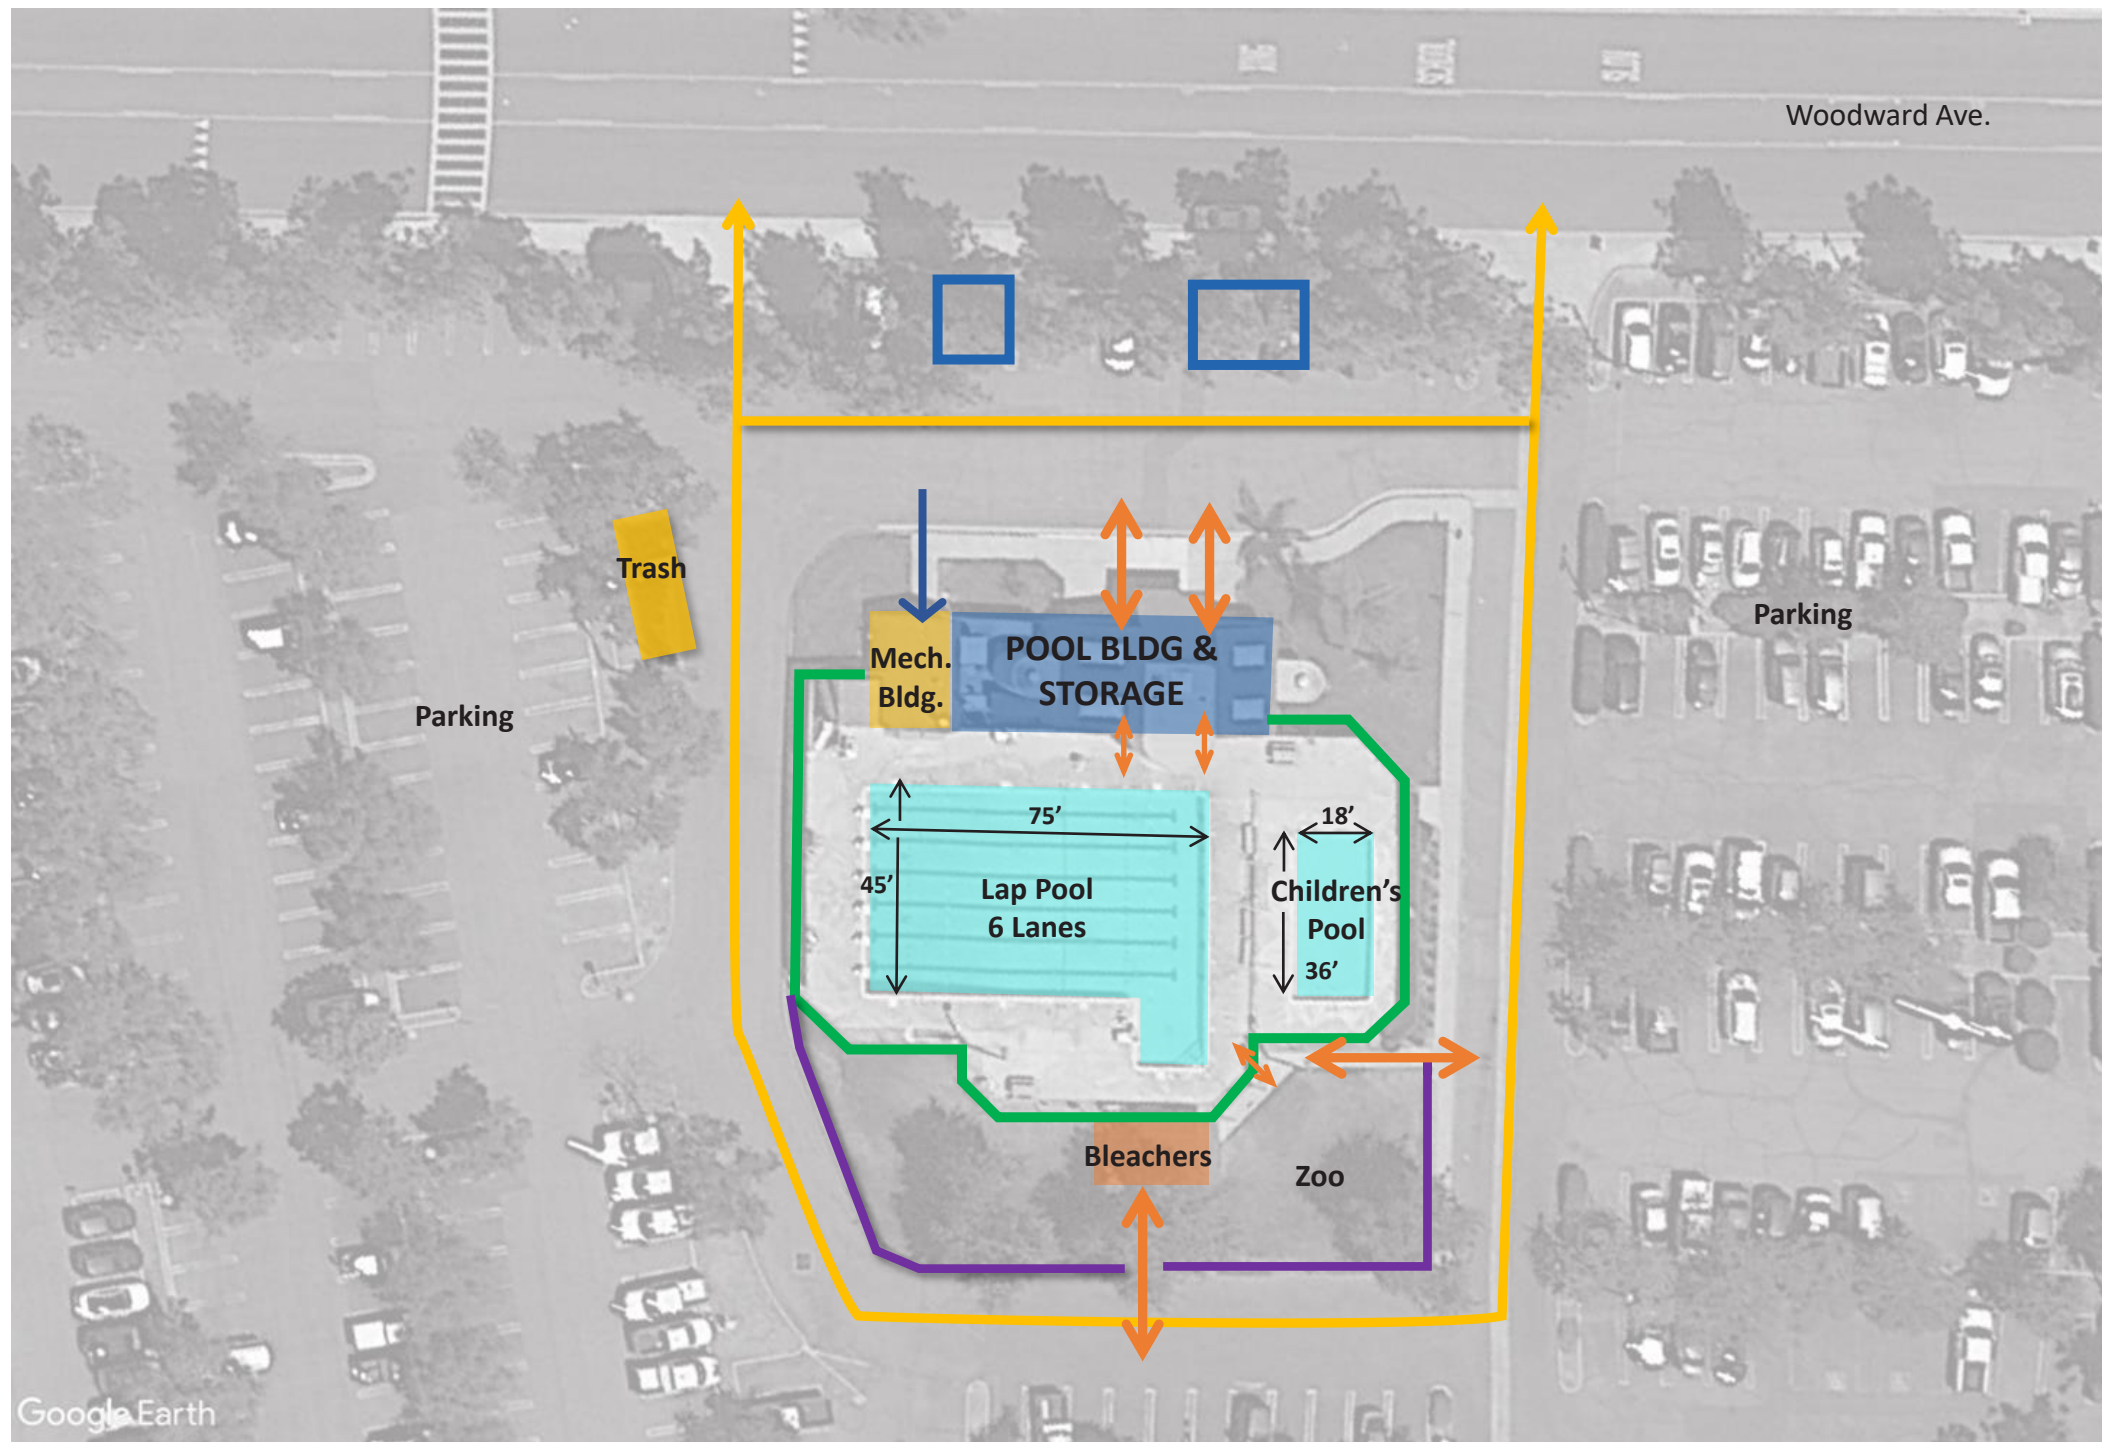 Woodward Ave.
Trash
Parking
Mech.
Bldg.
POOL BLDG &
STORAGE
Parking
75’
18’
45’
Lap Pool
6 Lanes
Children’s
Pool
36’
Bleachers
Zoo
Google Earth